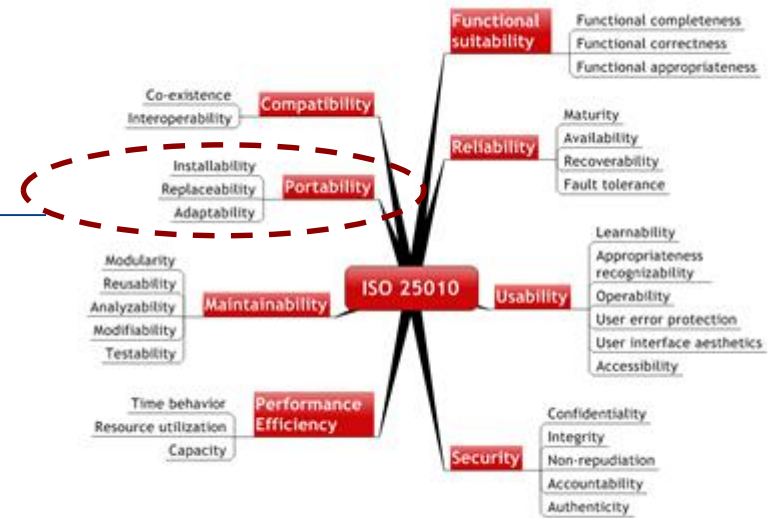 Functional
suitability
Functional completeness
Functional correctness
Functional appropriateness
Co-existence
Interoperability
Compatibility
Reliability
Maturity
Availability
Recoverability
Fault tolerance
Installability
Replaceability
Adaptability
Portability
ISO 25010
Modularity
Reusability
Analyzability
Modifiability
Testability
Maintainability
Usability
Learnability
Appropriateness
recognizability
Operability
User error protection
User interface aesthetics
Accessibility
Time behavior
Resource utilization
Capacity
Performance
Efficiency
Security
Confidentiality
Integrity
Non-repudiation
Accountability
Authenticity